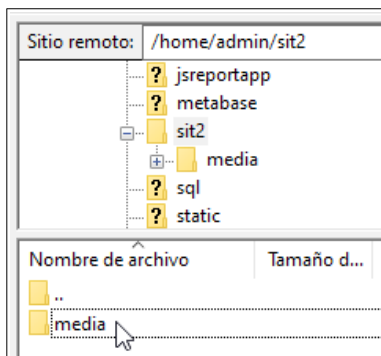 Sitio remoto: /home/admin/sit2
? jsreportapp
? metabase
sit2
media
? sql
? static
Nombre de archivo Tamaño d...
..
media